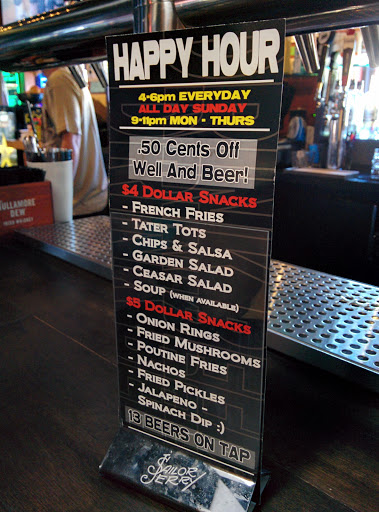 HAPPY HOUR
4-6pm EVERYDAY
ALL DAY SUNDAY
9-11pm MON - THURS
.50 Cents Off
Well And Beer!
$4 Dollar Snacks
- French Fries
- Tater Tots
- Chips & Salsa
- Garden Salad
- Ceasar Salad
- Soup (when available)
$5 Dollar Snacks
- Onion Rings
- Fried Mushrooms
- Poutine Fries
- Nachos
- Fried Pickles
- Jalapeno -
Spinach Dip :)
13 BEERS ON TAP
Sailor
Jerry
TULLAMORE
DEW
IRISH WHISKEY